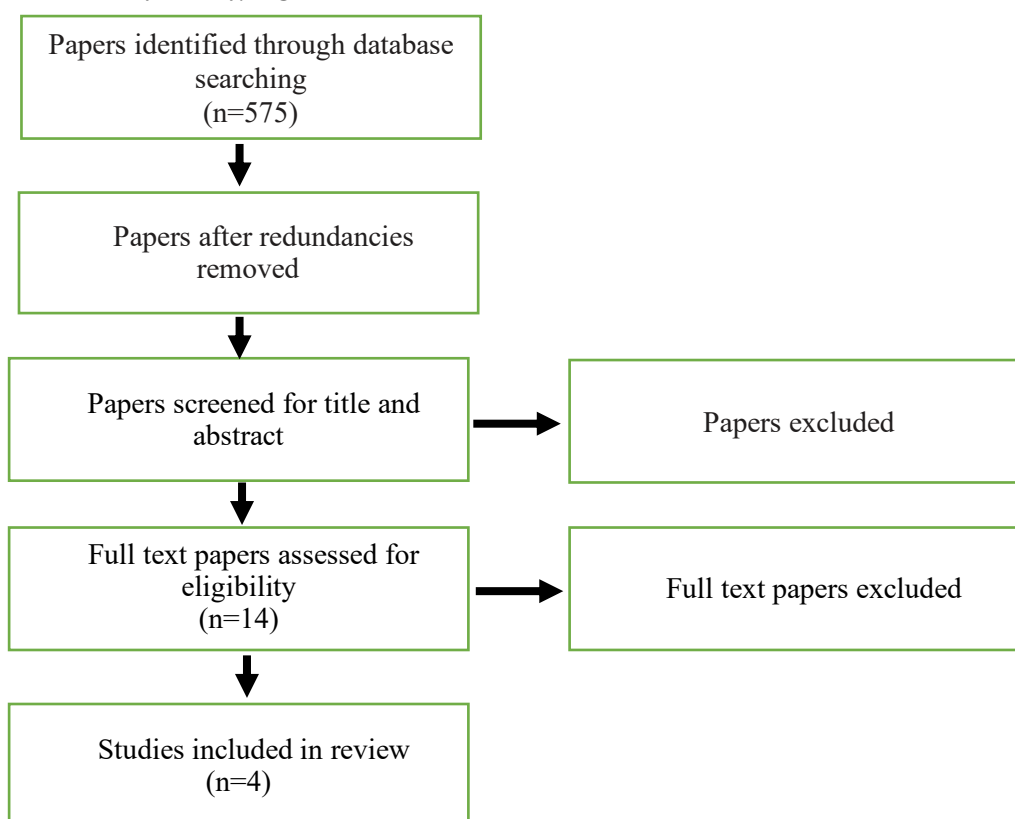 Papers identified through database
searching
(n=575)
Papers after redundancies
removed
Papers screened for title and
abstract
Papers excluded
Full text papers assessed for
eligibility
(n=14)
Full text papers excluded
Studies included in review
(n=4)